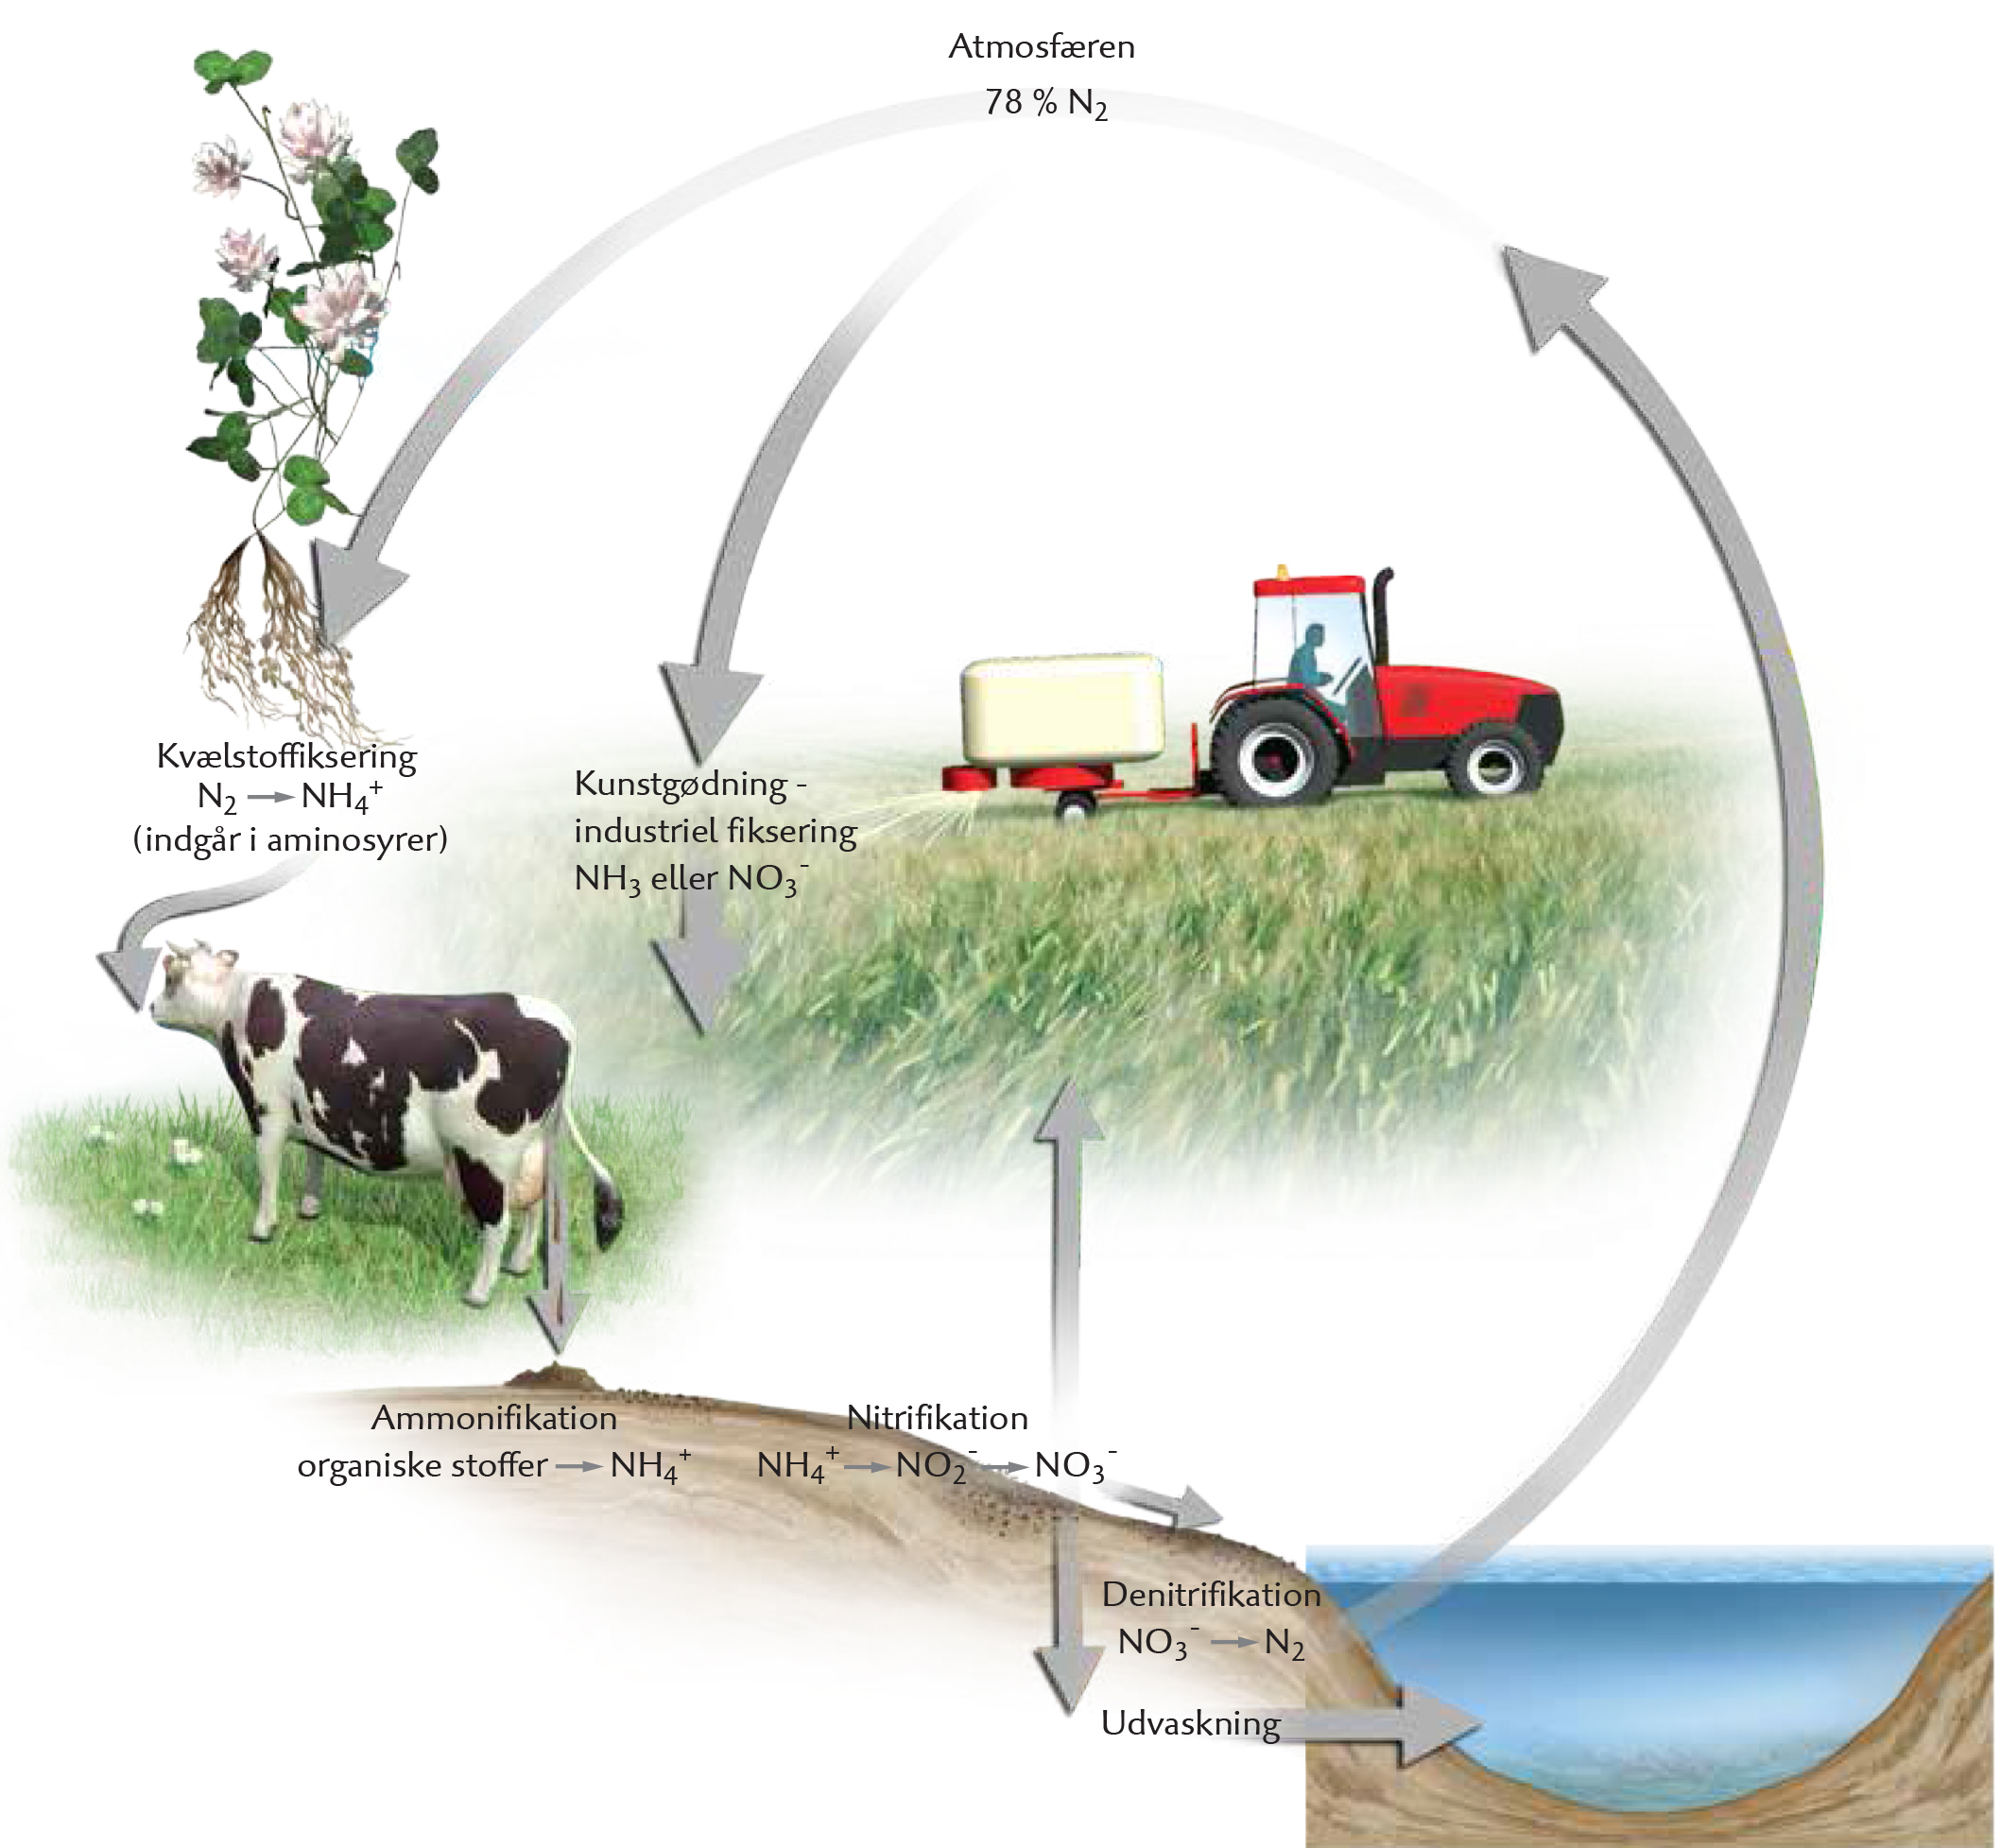 Atmosfæren
78 % N₂
Kvælstoffiksering
N₂ → NH₄⁺
(indgår i aminosyrer)
Kunstgødning -
industriel fiksering
NH₃ eller NO₃⁻
Ammonifikation
organiske stoffer → NH₄⁺
Nitrifikation
NH₄⁺ → NO₂⁻ → NO₃⁻
Denitrifikation
NO₃⁻ → N₂
Udvaskning